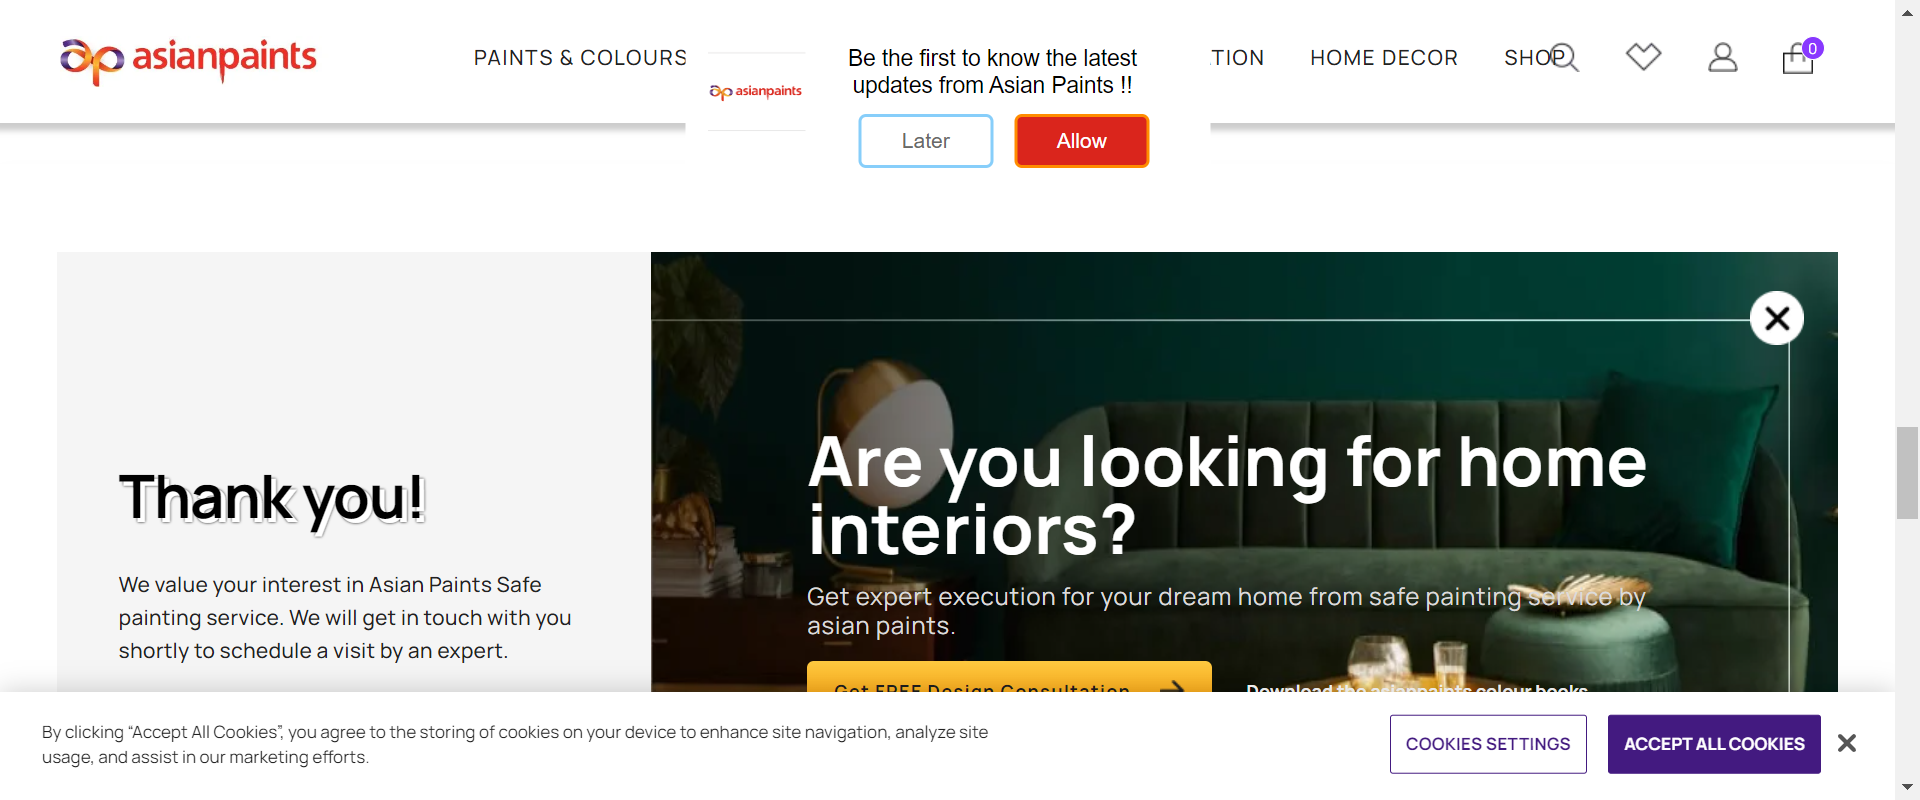 asianpaints
PAINTS & COLOURS
TION
HOME DECOR
SHOP
0
asianpaints
Be the first to know the latest
updates from Asian Paints !!
Later
Allow
Thank you!
We value your interest in Asian Paints Safe
painting service. We will get in touch with you
shortly to schedule a visit by an expert.
Are you looking for home
interiors?
Get expert execution for your dream home from safe painting service by
asian paints.
Get FREE Design Consultation
Download the asianpaints colour books
By clicking “Accept All Cookies”, you agree to the storing of cookies on your device to enhance site navigation, analyze site
usage, and assist in our marketing efforts.
COOKIES SETTINGS
ACCEPT ALL COOKIES